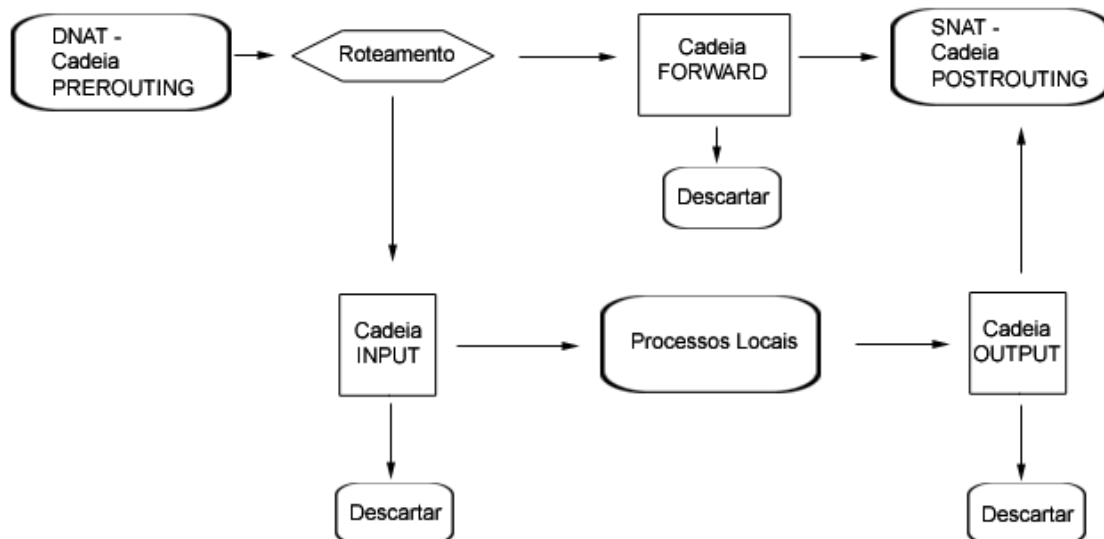 DNAT -
Cadeia
PREROUTING
Roteamento
Cadeia
FORWARD
SNAT -
Cadeia
POSTROUTING
Descartar
Cadeia
INPUT
Processos Locais
Cadeia
OUTPUT
Descartar
Descartar